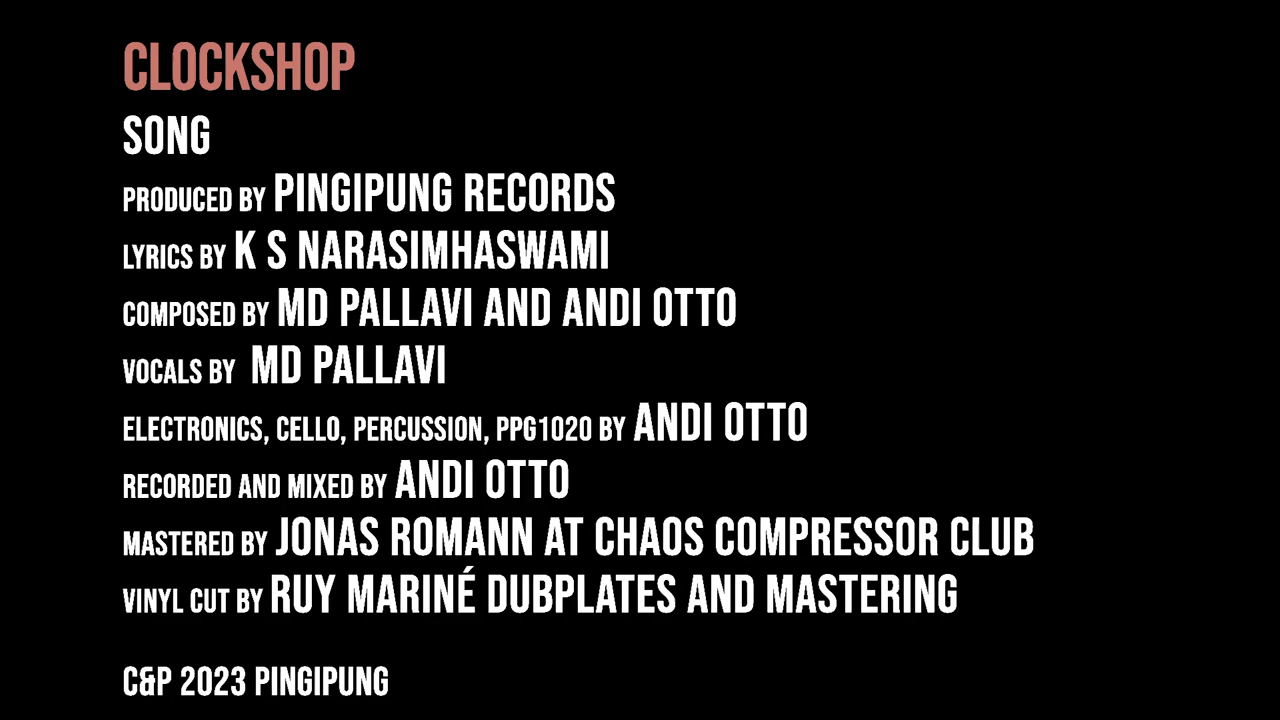 CLOCKSHOP
SONG
PRODUCED BY PINGIPUNG RECORDS
LYRICS BY K S NARASIMHASWAMI
COMPOSED BY MD PALLAVI AND ANDI OTTO
VOCALS BY MD PALLAVI
ELECTRONICS, CELLO, PERCUSSION, PPG1020 BY ANDI OTTO
RECORDED AND MIXED BY ANDI OTTO
MASTERED BY JONAS ROMANN AT CHAOS COMPRESSOR CLUB
VINYL CUT BY RUY MARINÉ DUBPLATES AND MASTERING
C&P 2023 PINGIPUNG